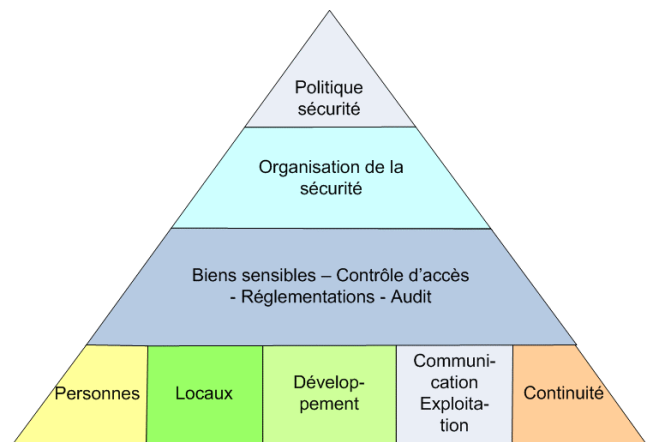 Politique
sécurité
Organisation de la
sécurité
Biens sensibles – Contrôle d’accès
- Réglementations - Audit
Personnes
Locaux
Dévelop-
pement
Communi-
cation
Exploita-
tion
Continuité